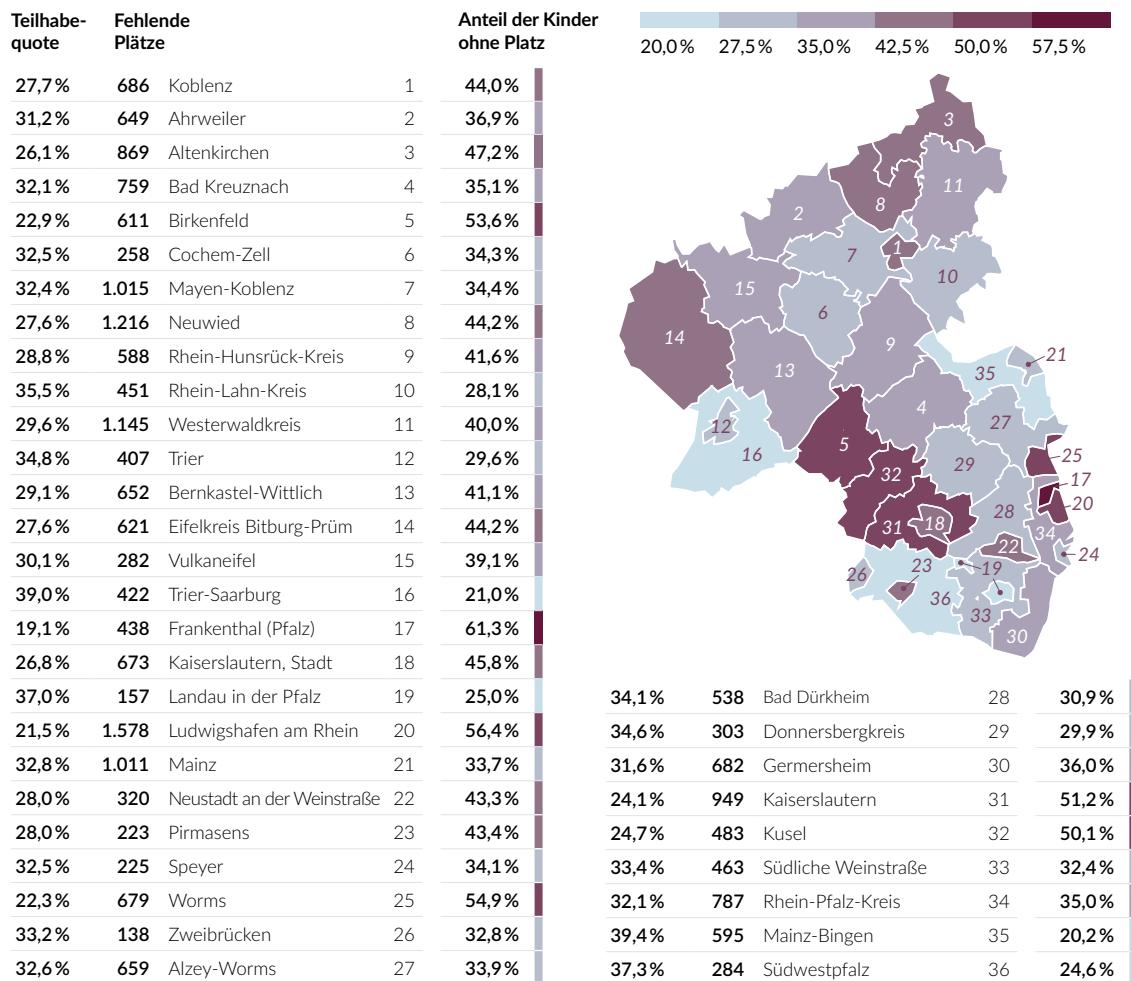 Teilhabe-
quote
Fehlende
Plätze
Anteil der Kinder
ohne Platz
27,7 % 686 Koblenz 1 44,0 %
31,2 % 649 Ahrweiler 2 36,9 %
26,1 % 869 Altenkirchen 3 47,2 %
32,1 % 759 Bad Kreuznach 4 35,1 %
22,9 % 611 Birkenfeld 5 53,6 %
32,5 % 258 Cochem-Zell 6 34,3 %
32,4 % 1.015 Mayen-Koblenz 7 34,4 %
27,6 % 1.216 Neuwied 8 44,2 %
28,8 % 588 Rhein-Hunsrück-Kreis 9 41,6 %
35,5 % 451 Rhein-Lahn-Kreis 10 28,1 %
29,6 % 1.145 Westerwaldkreis 11 40,0 %
34,8 % 407 Trier 12 29,6 %
29,1 % 652 Bernkastel-Wittlich 13 41,1 %
27,6 % 621 Eifelkreis Bitburg-Prüm 14 44,2 %
30,1 % 282 Vulkaneifel 15 39,1 %
39,0 % 422 Trier-Saarburg 16 21,0 %
19,1 % 438 Frankenthal (Pfalz) 17 61,3 %
26,8 % 673 Kaiserslautern, Stadt 18 45,8 %
37,0 % 157 Landau in der Pfalz 19 25,0 %
21,5 % 1.578 Ludwigshafen am Rhein 20 56,4 %
32,8 % 1.011 Mainz 21 33,7 %
28,0 % 320 Neustadt an der Weinstraße 22 43,3 %
28,0 % 223 Pirmasens 23 43,4 %
32,5 % 225 Speyer 24 34,1 %
22,3 % 679 Worms 25 54,9 %
33,2 % 138 Zweibrücken 26 32,8 %
32,6 % 659 Alzey-Worms 27 33,9 %
20,0 % 27,5 % 35,0 % 42,5 % 50,0 % 57,5 %
3
11
8
2
1
7
10
15
6
14
9
21
13
35
4
27
12
16
5
25
29
32
17
20
28
18
31
34
22
24
23
19
26
36
33
30
34,1 % 538 Bad Dürkheim 28 30,9 %
34,6 % 303 Donnersbergkreis 29 29,9 %
31,6 % 682 Germersheim 30 36,0 %
24,1 % 949 Kaiserslautern 31 51,2 %
24,7 % 483 Kusel 32 50,1 %
33,4 % 463 Südliche Weinstraße 33 32,4 %
32,1 % 787 Rhein-Pfalz-Kreis 34 35,0 %
39,4 % 595 Mainz-Bingen 35 20,2 %
37,3 % 284 Südwestpfalz 36 24,6 %